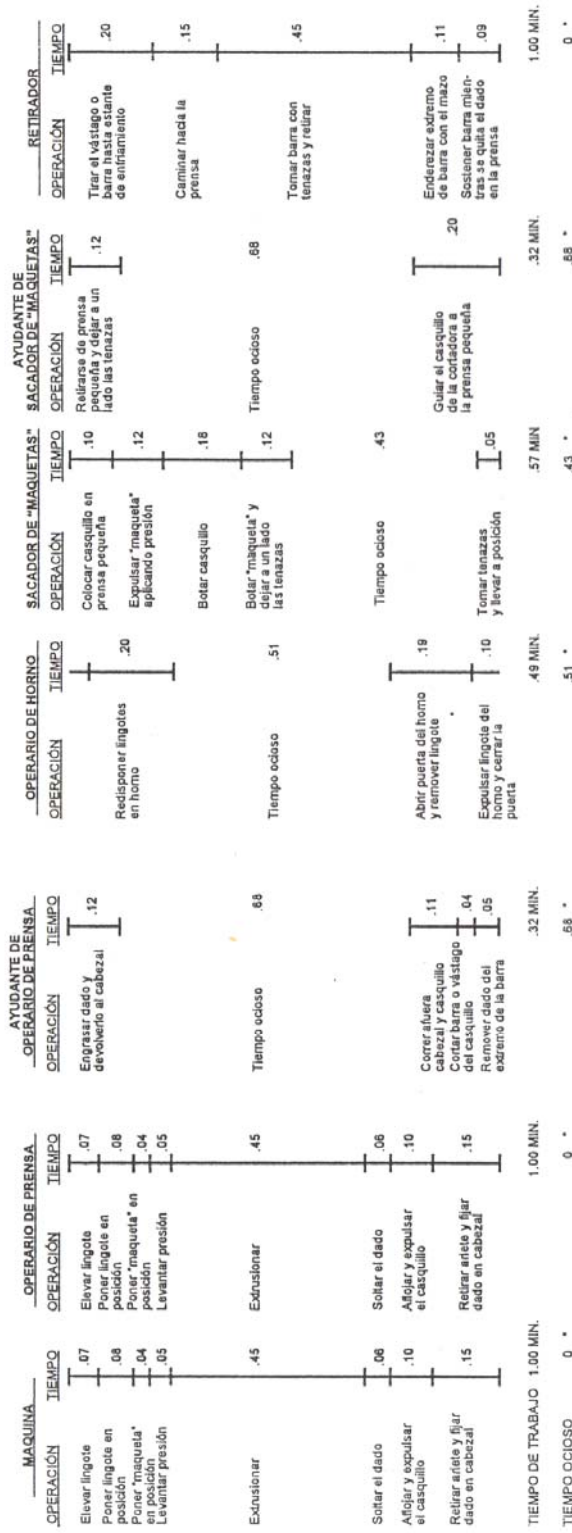 MAQUINA
OPERACIÓN TIEMPO
Elevar lingote .07
Poner lingote en
posición .08
Poner "maqueta"
en posición .04
Levantar presión .05
Extrusionar .45
Soltar el dado .06
Aflojar y expulsar
el casquillo .10
Retirar ariete y fijar
dado en cabezal .15
TIEMPO DE TRABAJO 1.00 MIN.
TIEMPO OCIOSO 0 "
OPERARIO DE PRENSA
OPERACIÓN TIEMPO
Elevar lingote .07
Poner lingote en
posición .08
Poner "maqueta" en
posición .04
Levantar presión .05
Extrusionar .45
Soltar el dado .06
Aflojar y expulsar
el casquillo .10
Retirar ariete y fijar
dado en cabezal .15
1.00 MIN.
0 "
AYUDANTE DE
OPERARIO DE PRENSA
OPERACIÓN TIEMPO
Engrasar dado y
devolverlo al cabezal .12
Tiempo ocioso .68
Correr afuera
cabezal y casquillo .11
Cortar barra o vástago
del casquillo .04
Remover dado del
extremo de la barra .05
.32 MIN.
.68 "
OPERARIO DE HORNO
OPERACIÓN TIEMPO
Redisponer lingotes
en horno .20
Tiempo ocioso .51
Abrir puerta del horno
y remover lingote .19
Expulsar lingote del
horno y cerrar la
puerta .10
.49 MIN.
.51 "
SACADOR DE "MAQUETAS"
OPERACIÓN TIEMPO
Colocar casquillo en
prensa pequeña .10
Expulsar "maqueta"
aplicando presión .12
Botar casquillo .18
Botar "maqueta" y
dejar a un lado
las tenazas .12
Tiempo ocioso .43
Tomar tenazas
y llevar a posición .05
.57 MIN
.43 "
AYUDANTE DE
SACADOR DE "MAQUETAS"
OPERACIÓN TIEMPO
Retirarse de prensa
pequeña y dejar a un
lado las tenazas .12
Tiempo ocioso .68
Guiar el casquillo
de la cortadora a
la prensa pequeña .20
.32 MIN.
.68 "
RETIRADOR
OPERACIÓN TIEMPO
Tirar el vástago o
barra hasta estante
de enfriamiento .20
Caminar hacia la
prensa .15
Tomar barra con
tenazas y retirar .45
Enderezar extremo
de barra con el mazo .11
Sostener barra mien-
tras se quita el dado
en la prensa .09
1.00 MIN.
0 "